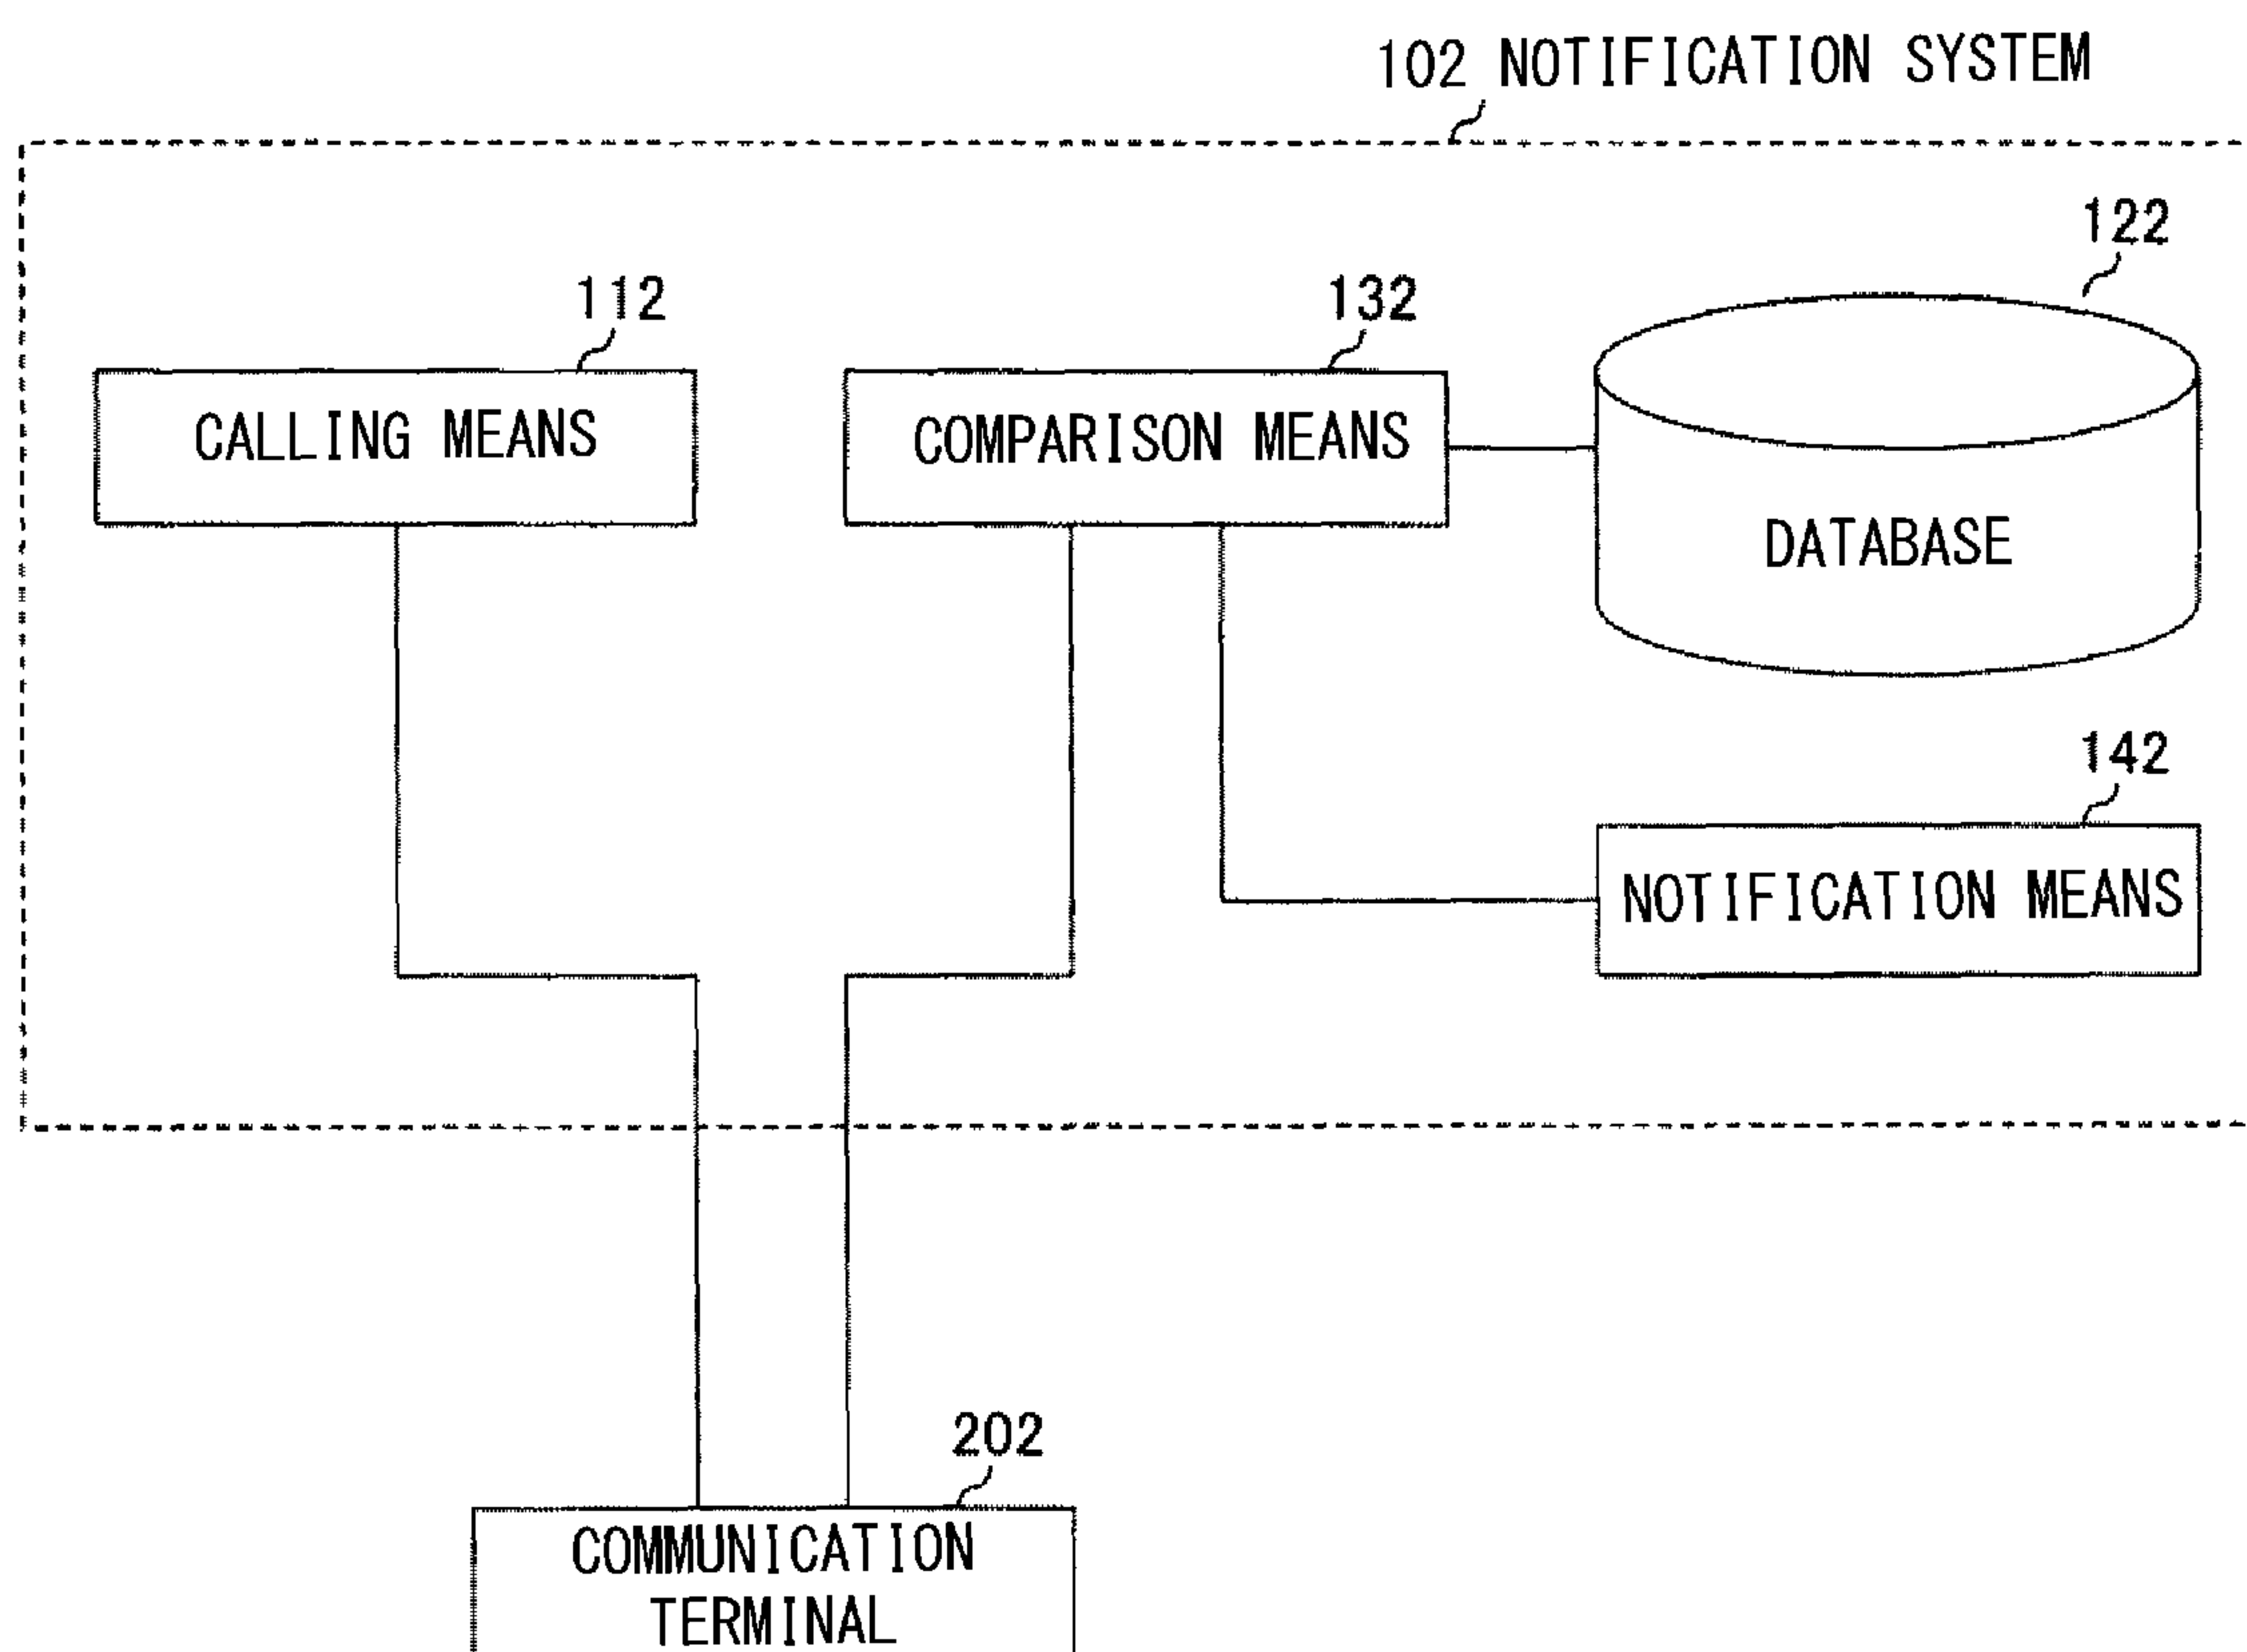 102 NOTIFICATION SYSTEM
122
112
132
CALLING MEANS
COMPARISON MEANS
DATABASE
142
NOTIFICATION MEANS
202
COMMUNICATION
TERMINAL